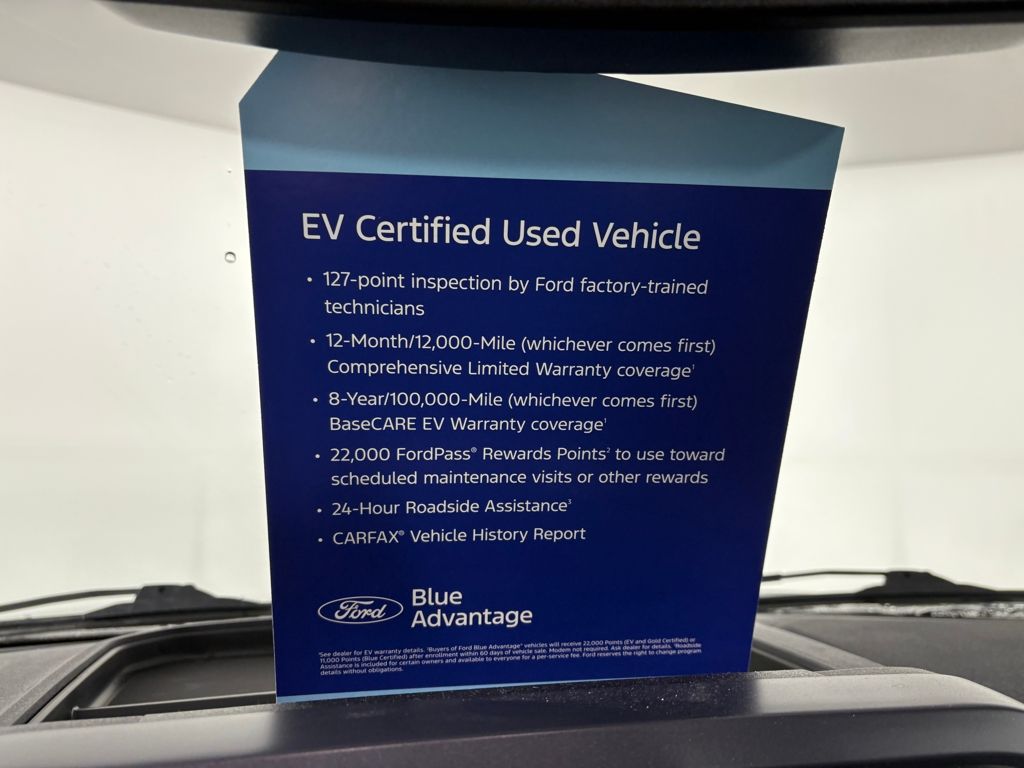 EV Certified Used Vehicle
• 127-point inspection by Ford factory-trained
technicians
• 12-Month/12,000-Mile (whichever comes first)
Comprehensive Limited Warranty coverage¹
• 8-Year/100,000-Mile (whichever comes first)
BaseCARE EV Warranty coverage¹
• 22,000 FordPass® Rewards Points² to use toward
scheduled maintenance visits or other rewards
• 24-Hour Roadside Assistance³
• CARFAX® Vehicle History Report
Ford
Blue
Advantage
¹See dealer for EV warranty details. ²Buyers of Ford Blue Advantage™ vehicles will receive 22,000 Points (EV and Gold Certified) or
11,000 Points (Blue Certified) after enrollment within 60 days of vehicle sale. Modem not required. Ask dealer for details. ³Roadside
Assistance is included for certain owners and available to everyone for a per-service fee. Ford reserves the right to change program
details without obligations.